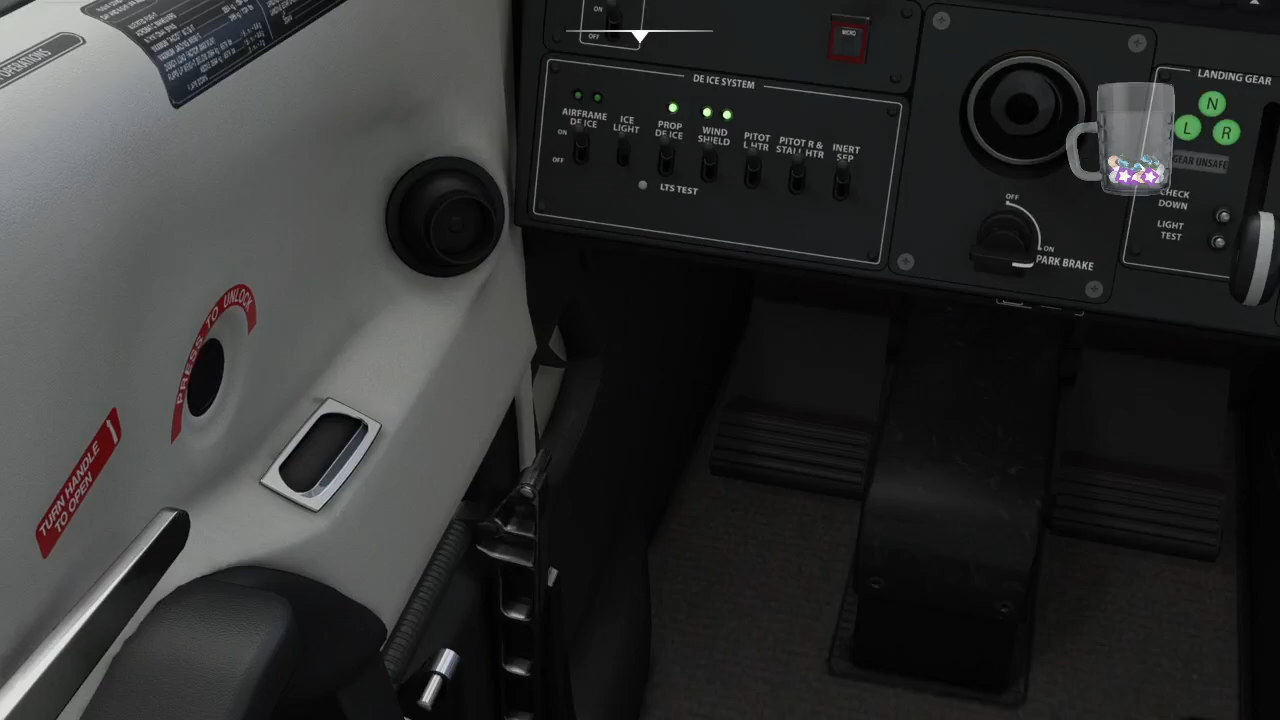 OPERATIONS
ON
OFF
DE ICE SYSTEM
AIRFRAME
DE ICE
ICE
LIGHT
PROP
DE ICE
WIND
SHIELD
PITOT
L HTR
PITOT R &
STALL HTR
INERT
SEP
ON
OFF
LTS TEST
OFF
ON
PARK BRAKE
LANDING GEAR
N
L
R
GEAR UNSAFE
CHECK
DOWN
LIGHT
TEST
PRESS TO UNLOCK
TURN HANDLE
TO OPEN